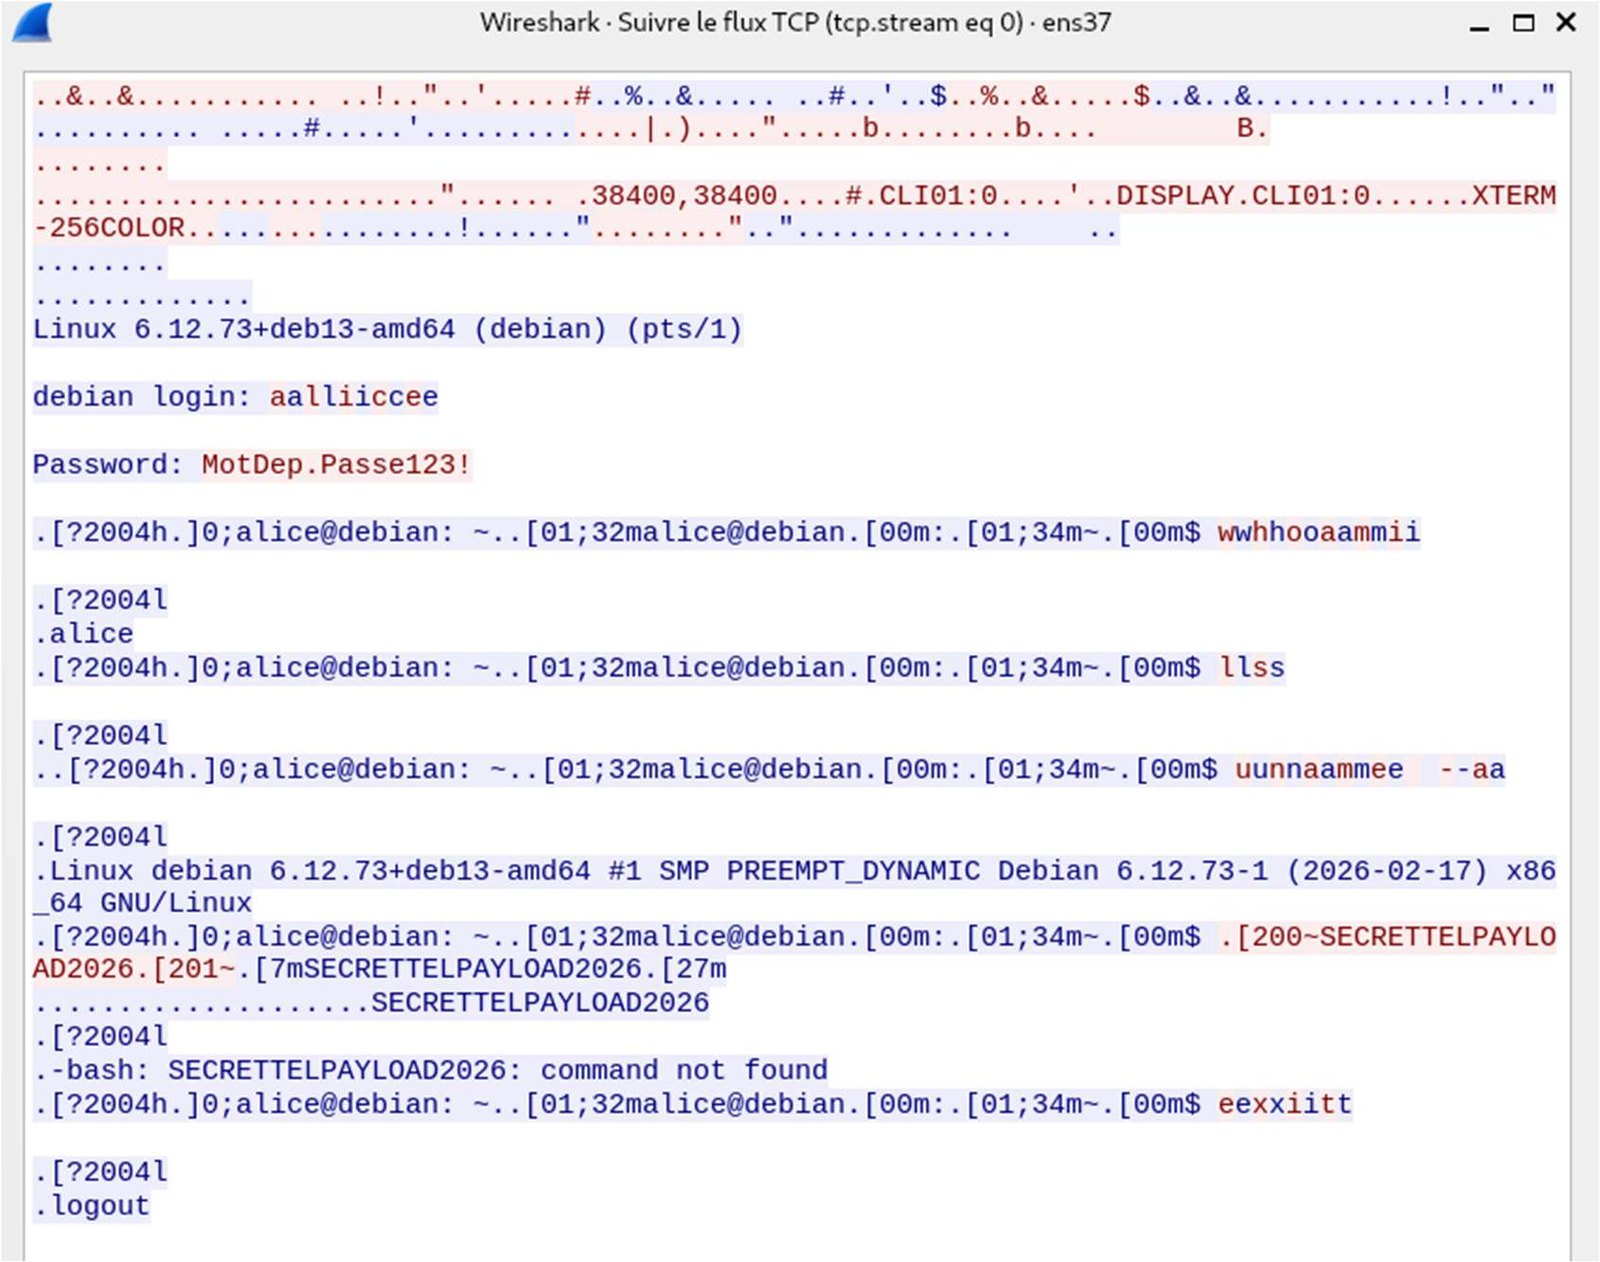 Wireshark · Suivre le flux TCP (tcp.stream eq 0) · ens37
..&..&........... ..!.."..'.....#..%..&..... ..#..'..$..%..&.....$..&..&...........!..".."
.......... .....#.....'.............|.)....".....b........b.... B.
........
........................"...... .38400,38400....#.CLI01:0....'..DISPLAY.CLI01:0......XTERM
-256COLOR................!......"........".."............. ..
........
.............
Linux 6.12.73+deb13-amd64 (debian) (pts/1)
debian login: aalliiccee
Password: MotDep.Passe123!
.[?2004h.]0;alice@debian: ~..[01;32malice@debian.[00m:.[01;34m~.[00m$ wwhhooaammii
.[?2004l
.alice
.[?2004h.]0;alice@debian: ~..[01;32malice@debian.[00m:.[01;34m~.[00m$ llss
.[?2004l
..[?2004h.]0;alice@debian: ~..[01;32malice@debian.[00m:.[01;34m~.[00m$ uunnaammee  --aa
.[?2004l
.Linux debian 6.12.73+deb13-amd64 #1 SMP PREEMPT_DYNAMIC Debian 6.12.73-1 (2026-02-17) x86
_64 GNU/Linux
.[?2004h.]0;alice@debian: ~..[01;32malice@debian.[00m:.[01;34m~.[00m$ .[200~SECRETTELPAYLO
AD2026.[201~.[7mSECRETTELPAYLOAD2026.[27m
....................SECRETTELPAYLOAD2026
.[?2004l
.-bash: SECRETTELPAYLOAD2026: command not found
.[?2004h.]0;alice@debian: ~..[01;32malice@debian.[00m:.[01;34m~.[00m$ eexxiitt
.[?2004l
.logout